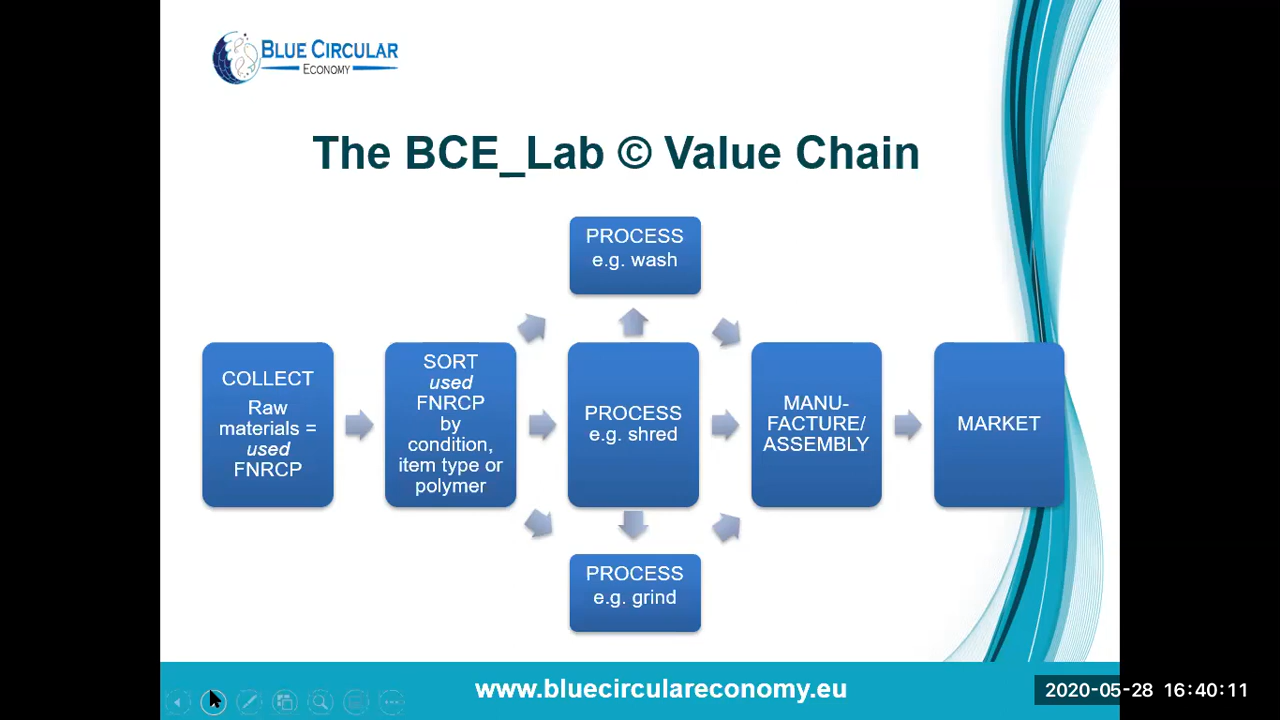 BLUE CIRCULAR
ECONOMY
The BCE_Lab © Value Chain
PROCESS
e.g. wash
COLLECT
Raw
materials =
used
FNRCP
SORT
used
FNRCP
by
condition,
item type or
polymer
PROCESS
e.g. shred
MANU-
FACTURE/
ASSEMBLY
MARKET
PROCESS
e.g. grind
www.bluecirculareconomy.eu
2020-05-28 16:40:11